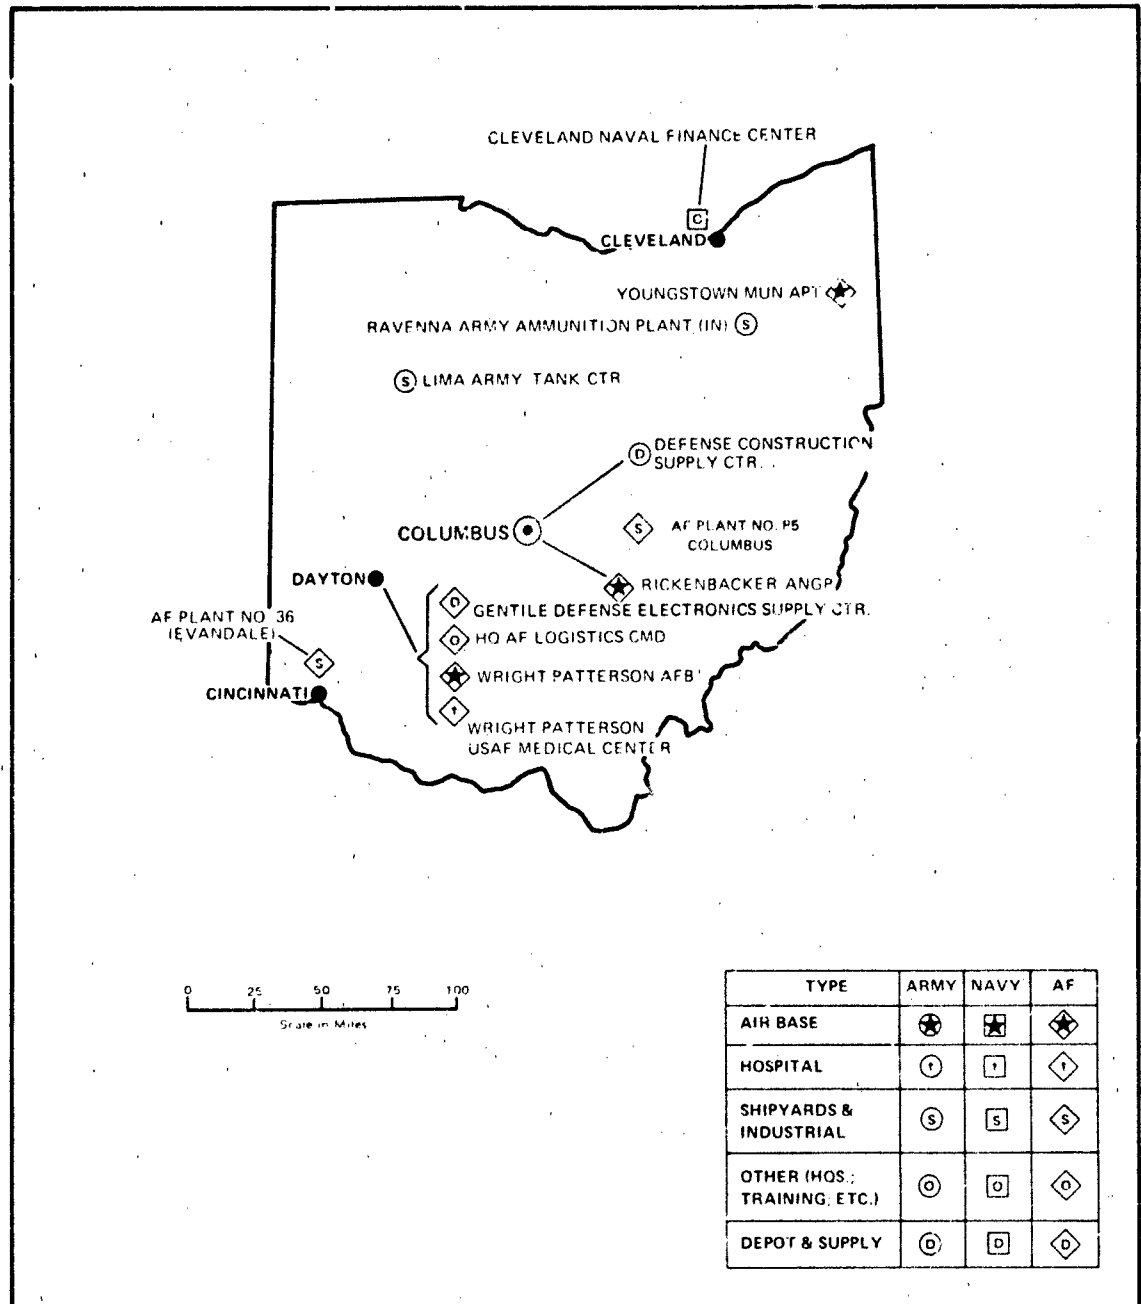 CLEVELAND NAVAL FINANCE CENTER
C
CLEVELAND
YOUNGSTOWN MUN APT
RAVENNA ARMY AMMUNITION PLANT (IN) S
S LIMA ARMY TANK CTR
D DEFENSE CONSTRUCTION
SUPPLY CTR.
COLUMBUS
S AF PLANT NO. 85
COLUMBUS
DAYTON
RICKENBACKER ANGP
D GENTILE DEFENSE ELECTRONICS SUPPLY CTR.
AF PLANT NO. 36
(EVANDALE)
O HQ AF LOGISTICS CMD
S
WRIGHT PATTERSON AFB
CINCINNATI
WRIGHT PATTERSON
USAF MEDICAL CENTER
0 25 50 75 100
Scale in Miles
TYPE ARMY NAVY AF
AIR BASE
HOSPITAL
SHIPYARDS & 
INDUSTRIAL S S S
OTHER (HOS.;
TRAINING; ETC.) O O O
DEPOT & SUPPLY D D D